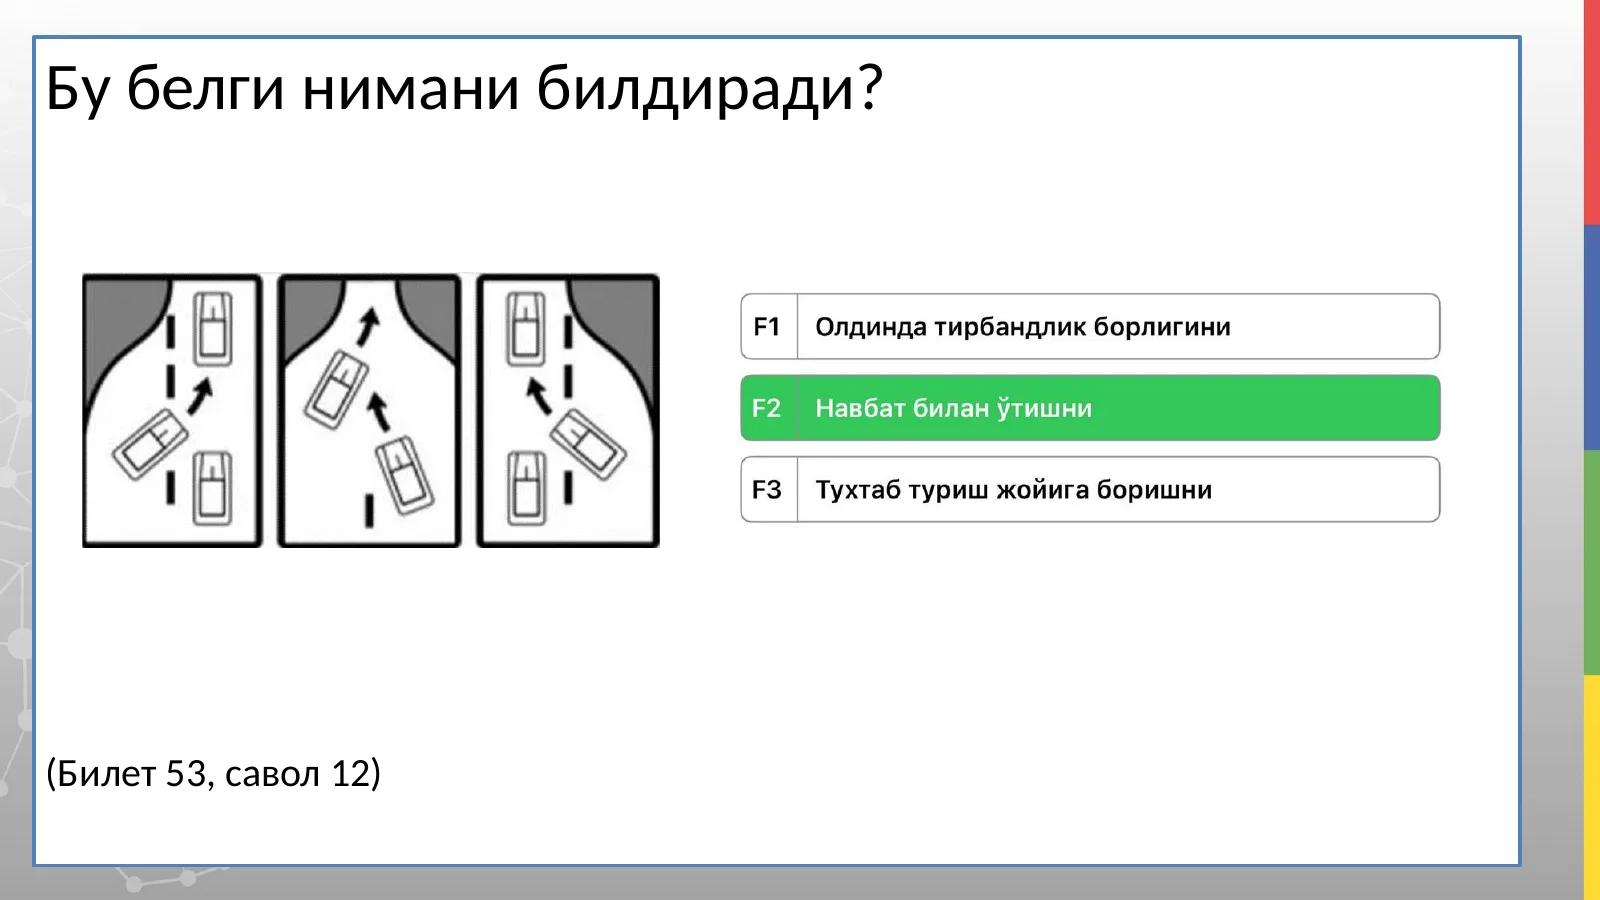 Бу белги нимани билдиради?
F1 Олдинда тирбандлик борлигини
F2 Навбат билан ўтишни
F3 Тухтаб туриш жойига боришни
(Билет 53, савол 12)